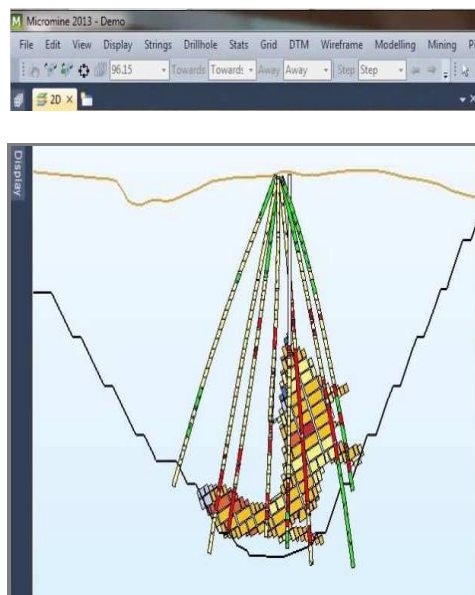 Micromine 2013 - Demo
File Edit View Display Strings Drillhole Stats Grid DTM Wireframe Modelling Mining
96.15 Towards Toward: Away Away Step Step
2D
Display